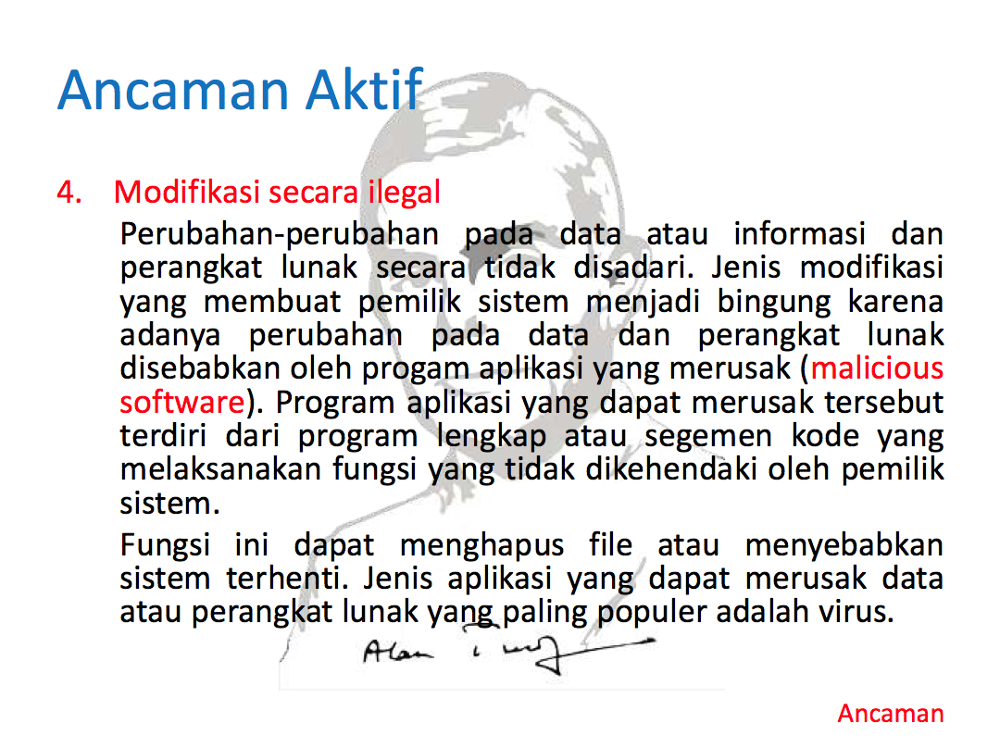 Ancaman Aktif
4. Modifikasi secara ilegal
Perubahan-perubahan pada data atau informasi dan
perangkat lunak secara tidak disadari. Jenis modifikasi
yang membuat pemilik sistem menjadi bingung karena
adanya perubahan pada data dan perangkat lunak
disebabkan oleh progam aplikasi yang merusak (malicious
software). Program aplikasi yang dapat merusak tersebut
terdiri dari program lengkap atau segemen kode yang
melaksanakan fungsi yang tidak dikehendaki oleh pemilik
sistem.
Fungsi ini dapat menghapus file atau menyebabkan
sistem terhenti. Jenis aplikasi yang dapat merusak data
atau perangkat lunak yang paling populer adalah virus.
Alan
Ancaman